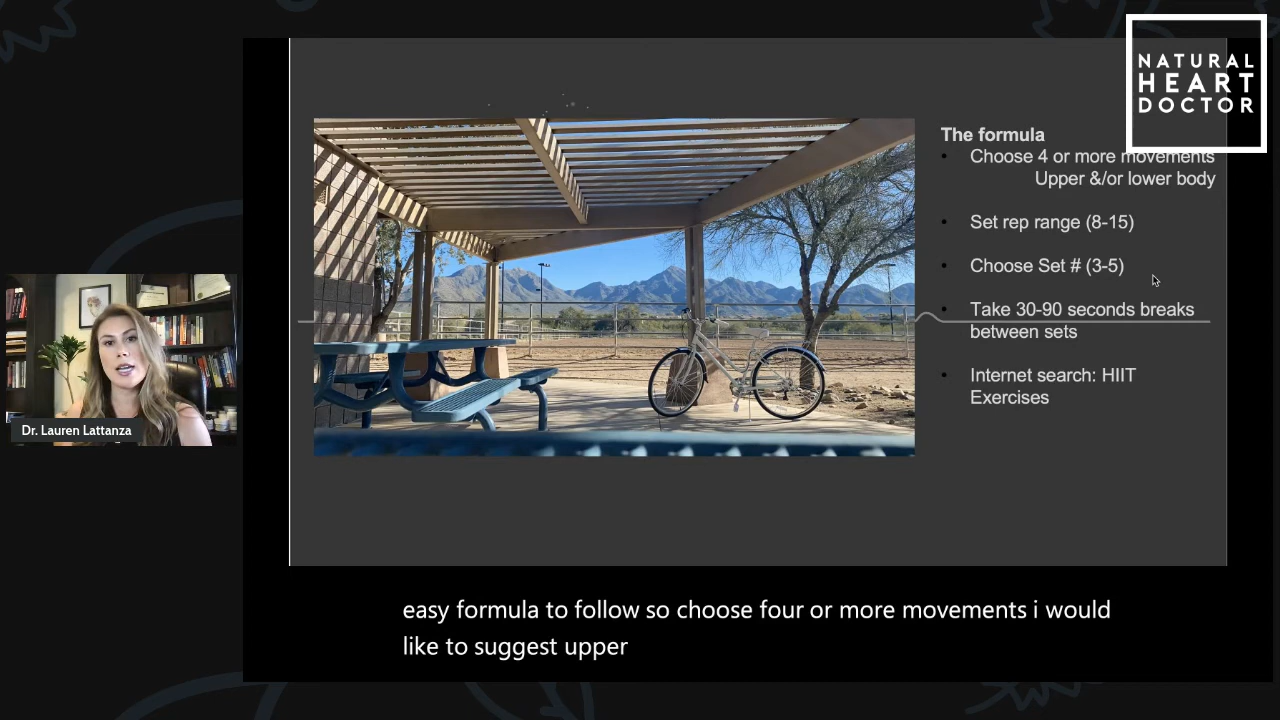 NATURAL
HEART
DOCTOR
The formula
• Choose 4 or more movements
Upper &/or lower body
• Set rep range (8-15)
• Choose Set # (3-5)
• Take 30-90 seconds breaks
between sets
• Internet search: HIIT
Exercises
Dr. Lauren Lattanza
easy formula to follow so choose four or more movements i would
like to suggest upper